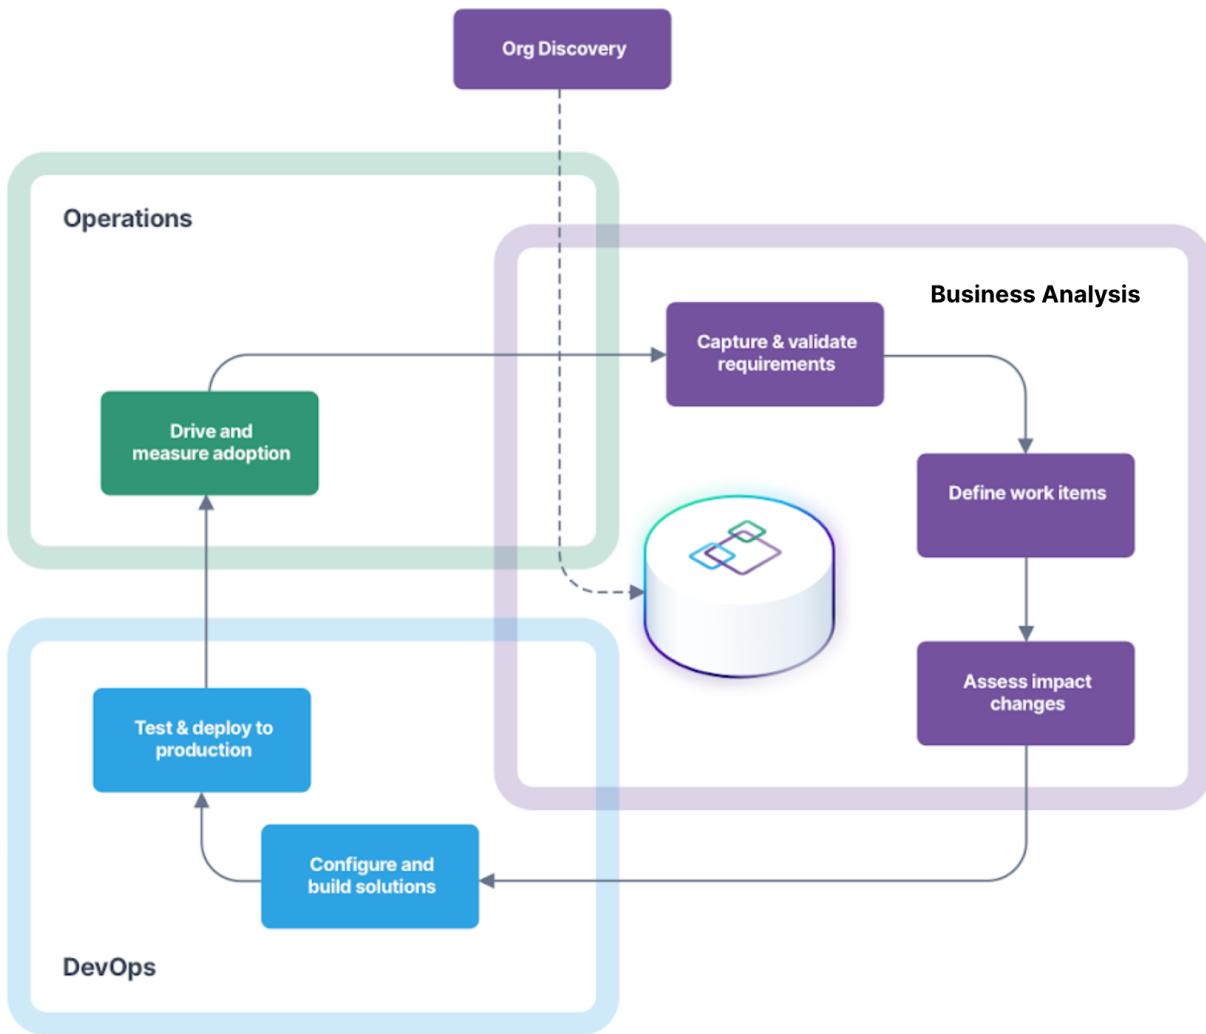 Org Discovery
Operations
Business Analysis
Capture & validate
requirements
Drive and
measure adoption
Define work items
Assess impact
changes
Test & deploy to
production
Configure and
build solutions
DevOps